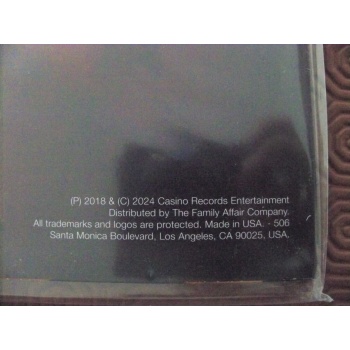 (P) 2018 & (C) 2024 Casino Records Entertainment
Distributed by The Family Affair Company.
All trademarks and logos are protected. Made in USA. - 506
Santa Monica Boulevard, Los Angeles, CA 90025, USA.